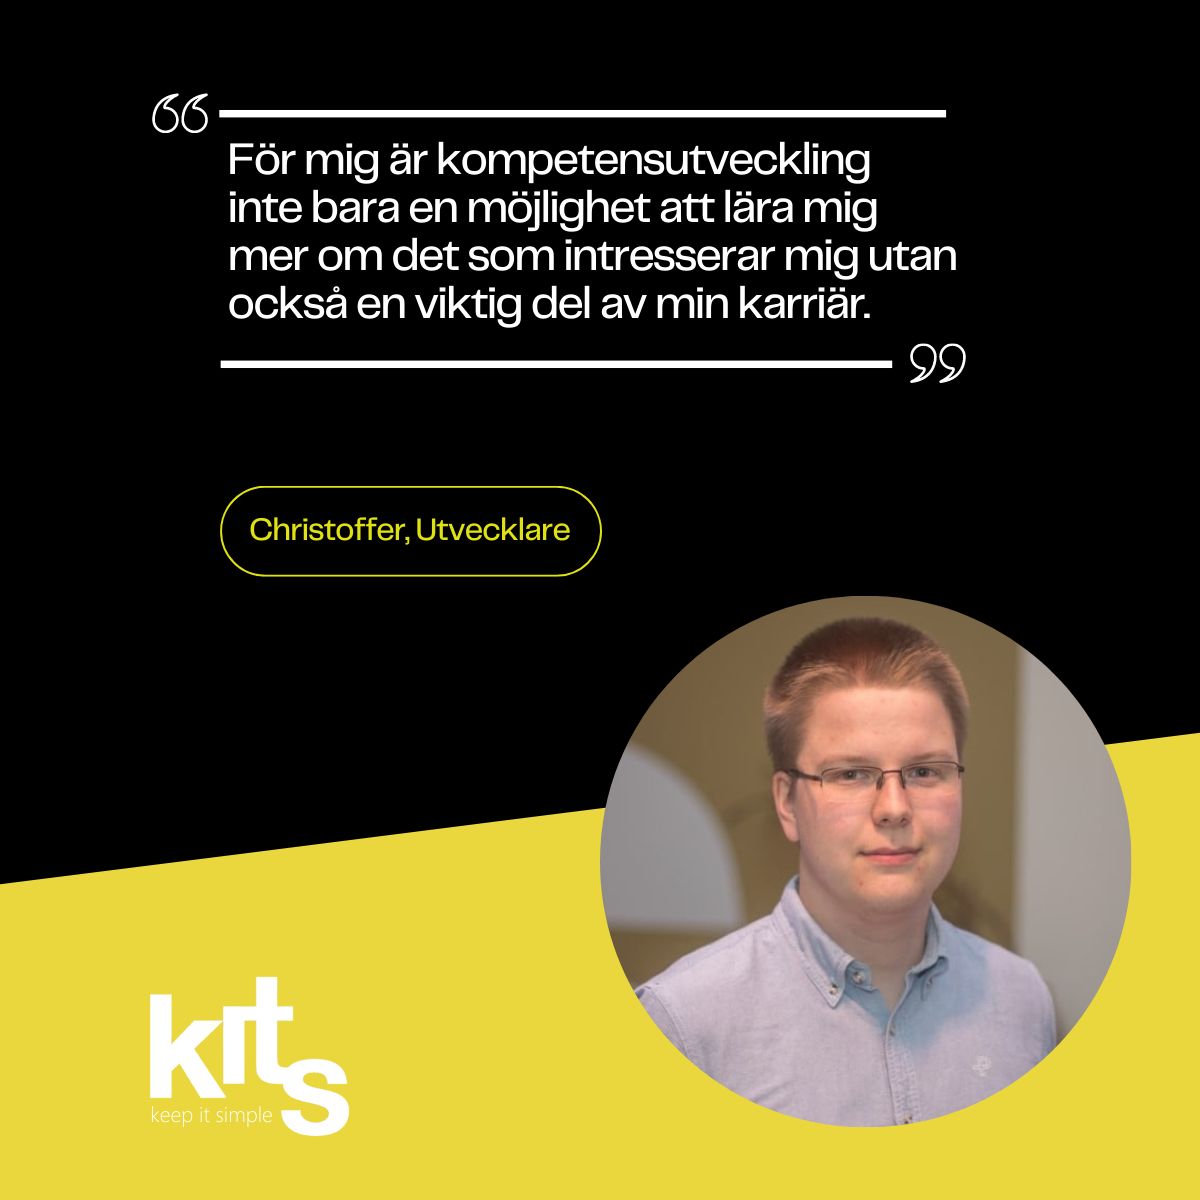 För mig är kompetensutveckling
inte bara en möjlighet att lära mig
mer om det som intresserar mig utan
också en viktig del av min karriär.
Christoffer, Utvecklare
kits
keep it simple